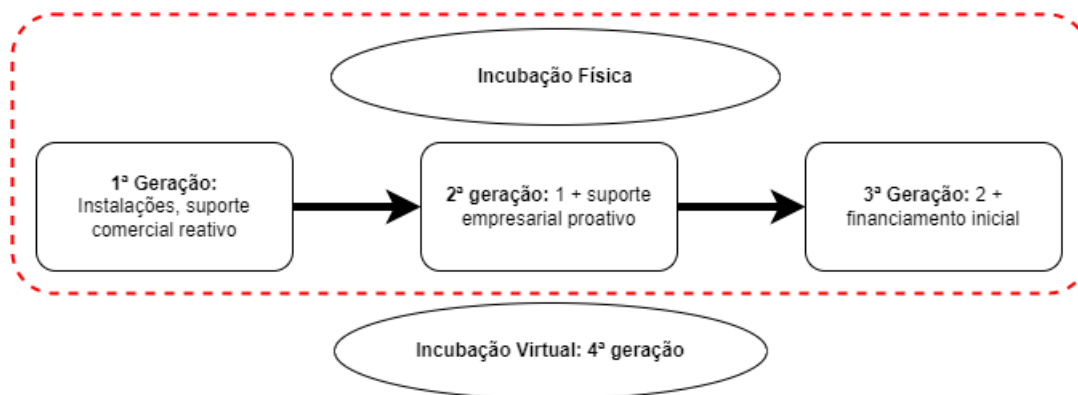 Incubação Física
1ª Geração:
Instalações, suporte
comercial reativo
2ª geração: 1 + suporte
empresarial proativo
3ª Geração: 2 +
financiamento inicial
Incubação Virtual: 4ª geração